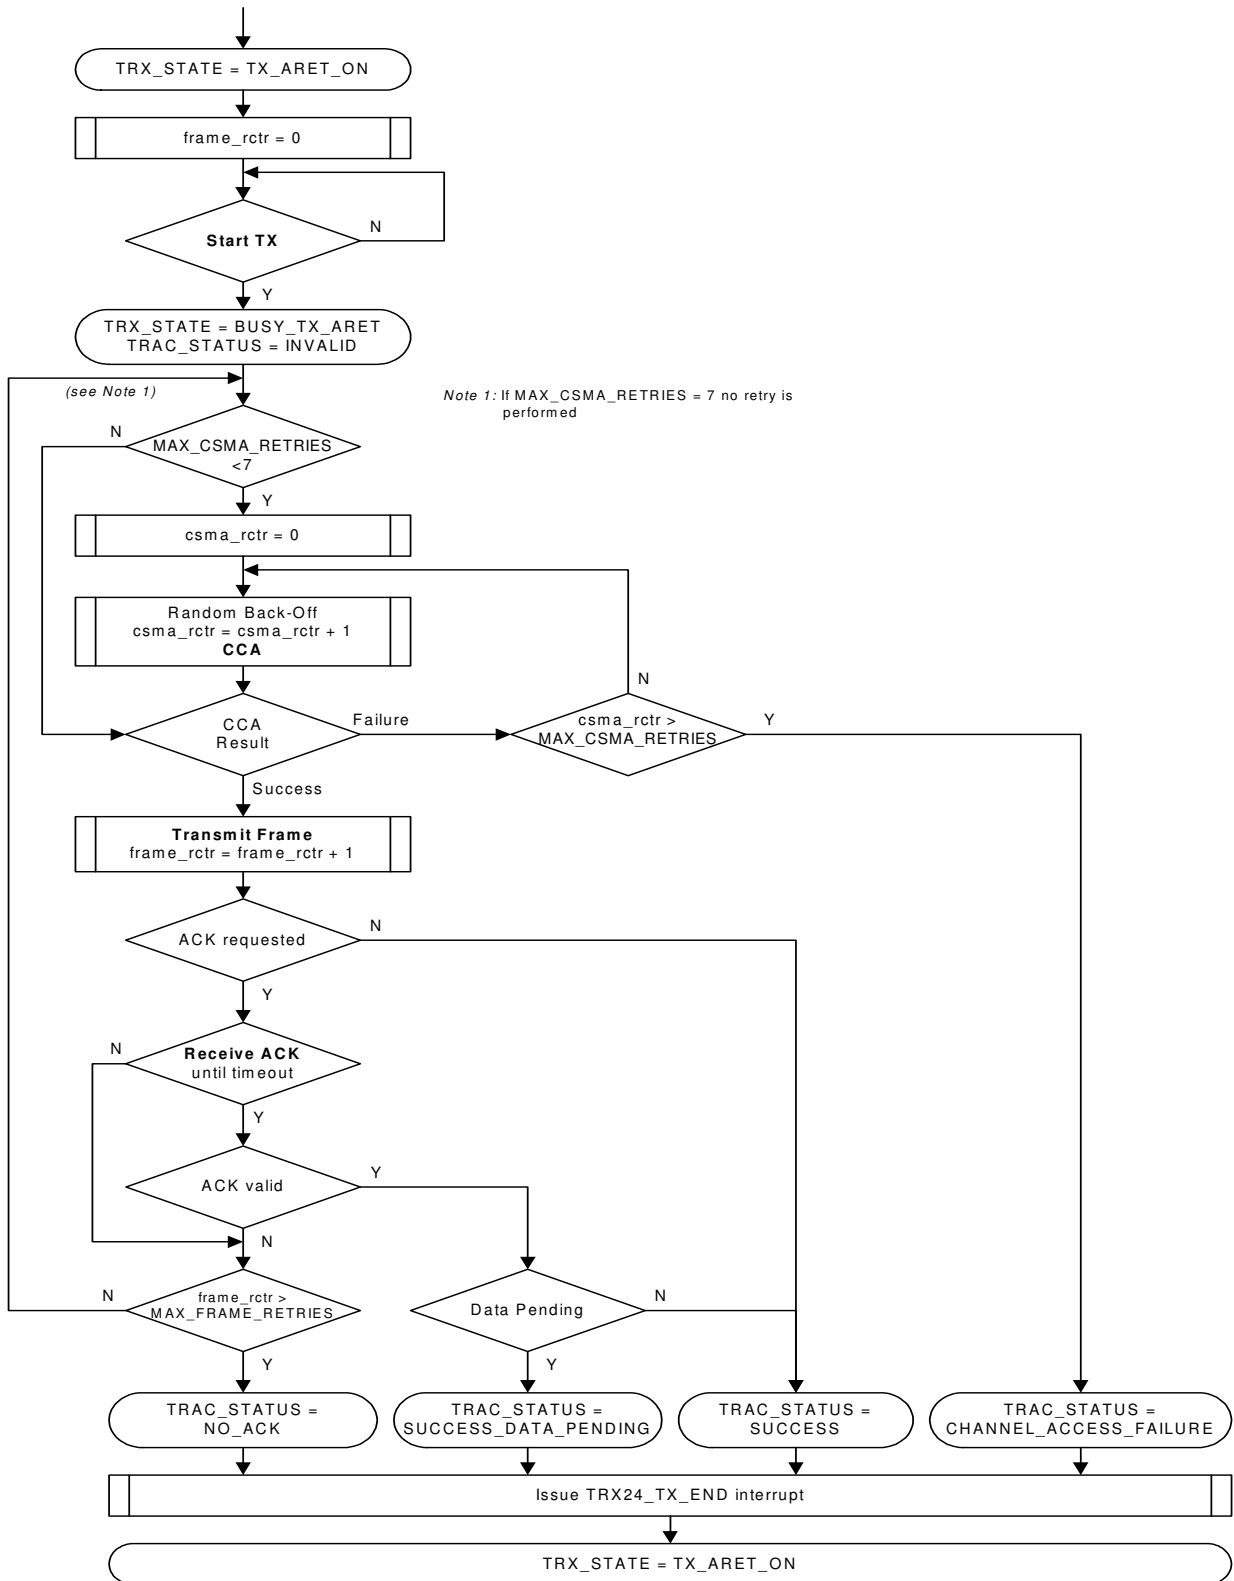 TRX_STATE = TX_ARET_ON
frame_rctr = 0
N
Start TX
Y
TRX_STATE = BUSY_TX_ARET
TRAC_STATUS = INVALID
(see Note 1)
Note 1: If MAX_CSMA_RETRIES = 7 no retry is
performed
N
MAX_CSMA_RETRIES
<7
Y
csma_rctr = 0
Random Back-Off
csma_rctr = csma_rctr + 1
CCA
N
CCA
Result
Failure
csma_rctr >
MAX_CSMA_RETRIES
Y
Success
Transmit Frame
frame_rctr = frame_rctr + 1
N
ACK requested
Y
N
Receive ACK
until timeout
Y
Y
ACK valid
N
N
frame_rctr >
MAX_FRAME_RETRIES
Data Pending
N
Y
Y
TRAC_STATUS =
NO_ACK
TRAC_STATUS =
SUCCESS_DATA_PENDING
TRAC_STATUS =
SUCCESS
TRAC_STATUS =
CHANNEL_ACCESS_FAILURE
Issue TRX24_TX_END interrupt
TRX_STATE = TX_ARET_ON